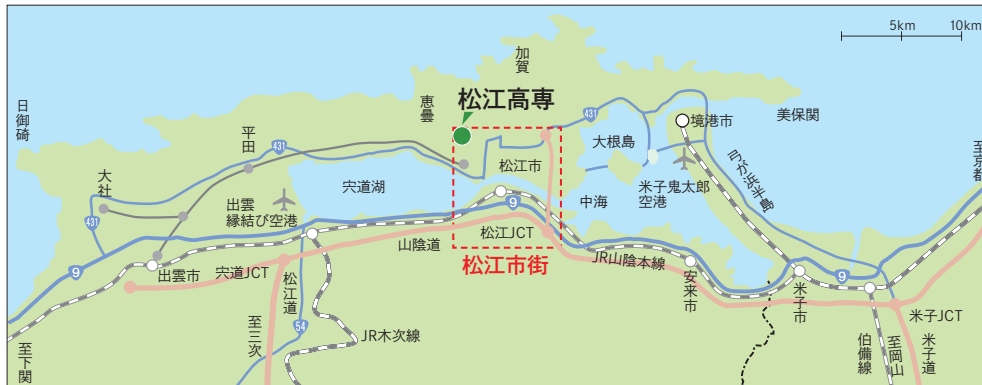 5km
10km
加賀
恵曇
松江高専
日御碕
平田
431
431
大社
431
出雲
縁結び空港
宍道湖
松江市
大根島
境港市
美保関
中海
米子鬼太郎
空港
弓が浜半島
至京都
9
9
9
出雲市
宍道JCT
松江道
54
至三次
JR木次線
山陰道
松江JCT
松江市街
JR山陰本線
安来市
米子市
伯備線
至岡山
米子道
米子JCT
至下関
431